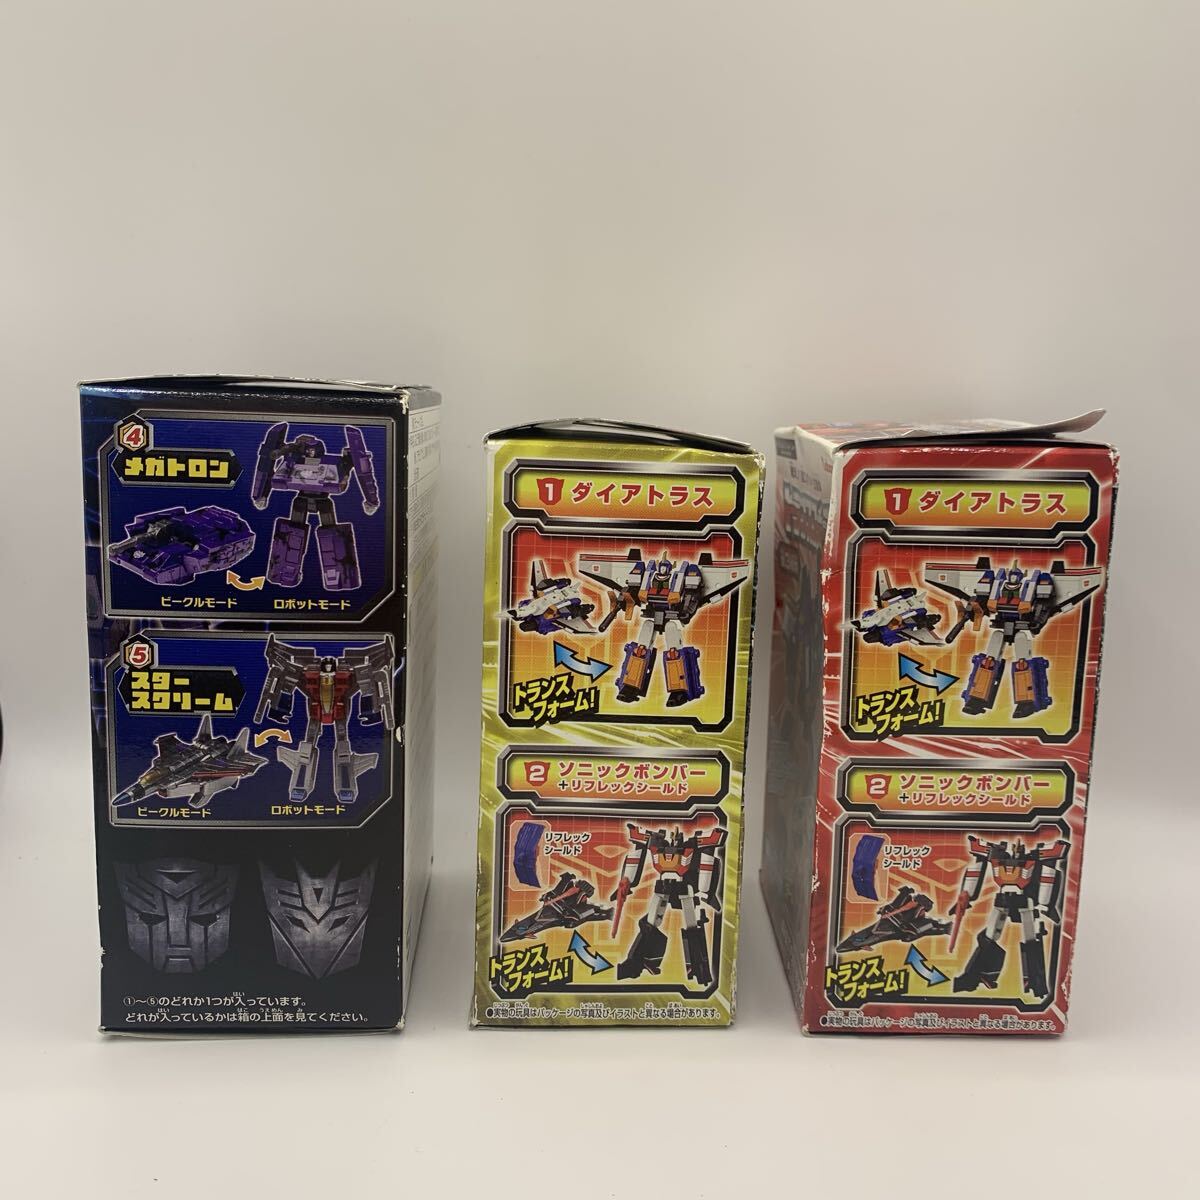 4
メガトロン
ビークルモード
ロボットモード
5
スター
スクリーム
ビークルモード
ロボットモード
①～⑤のどれか1つが入っています。
どれが入っているかは箱の上面を見てください。
1 ダイアトラス
トランス
フォーム!
2 ソニックボンバー
+リフレックシールド
リフレック
シールド
トランス
フォーム!
●実物の玩具はパッケージの写真及びイラストと異なる場合があります。
1 ダイアトラス
トランス
フォーム!
2 ソニックボンバー
+リフレックシールド
リフレック
シールド
トランス
フォーム!
●実物の玩具はパッケージの写真及びイラストと異なる場合があります。